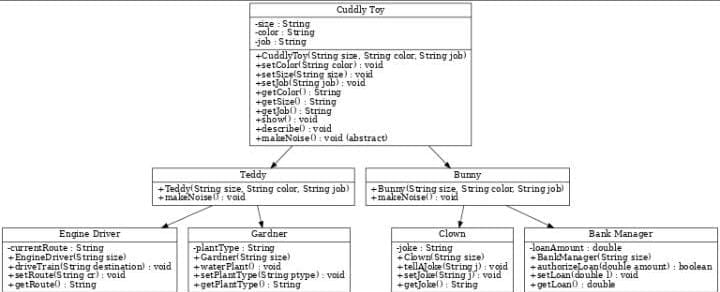 Cuddly Toy
-size : String
-color : String
-job : String
+CuddlyToy(String size, String color, String job)
+setColor(String color) : void
+setSize(String size) : void
+setJob(String job) : void
+getColor() : String
+getSize() : String
+getJob() : String
+show() : void
+describe() : void
+makeNoise() : void (abstract)
Teddy
+Teddy(String size, String color, String job)
+makeNoise() : void
Bunny
+Bunny(String size, String color, String job)
+makeNoise() : void
Engine Driver
-currentRoute : String
+EngineDriver(String size)
+driveTrain(String destination) : void
+setRoute(String cr) : void
+getRoute() : String
Gardner
-plantType : String
+Gardner(String size)
+waterPlant() : void
+setPlantType(String ptype) : void
+getPlantType() : String
Clown
-joke : String
+Clown(String size)
+tellAJoke(String j) : void
+setJoke(String j) : void
+getJoke() : String
Bank Manager
-loanAmount : double
+BankManager(String size)
+authorizeLoan(double amount) : boolean
+setLoan(double l) : void
+getLoan() : double